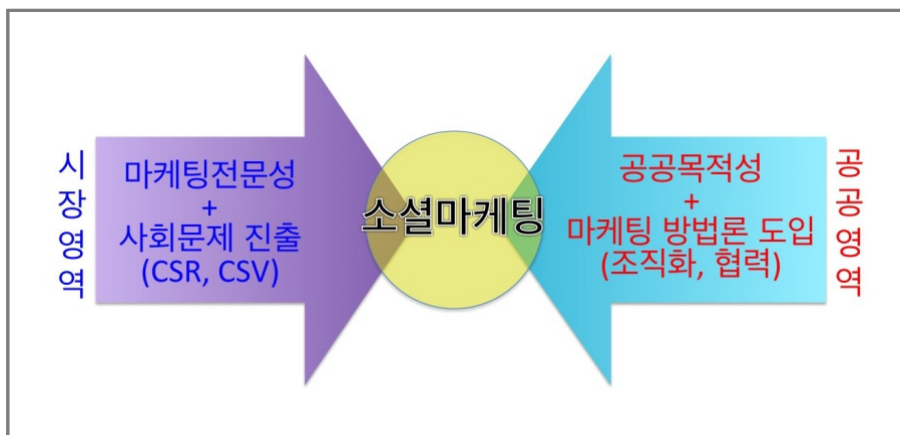 시장영역
마케팅전문성
+
사회문제 진출
(CSR, CSV)
소셜마케팅
공공목적성
+
마케팅 방법론 도입
(조직화, 협력)
공공영역